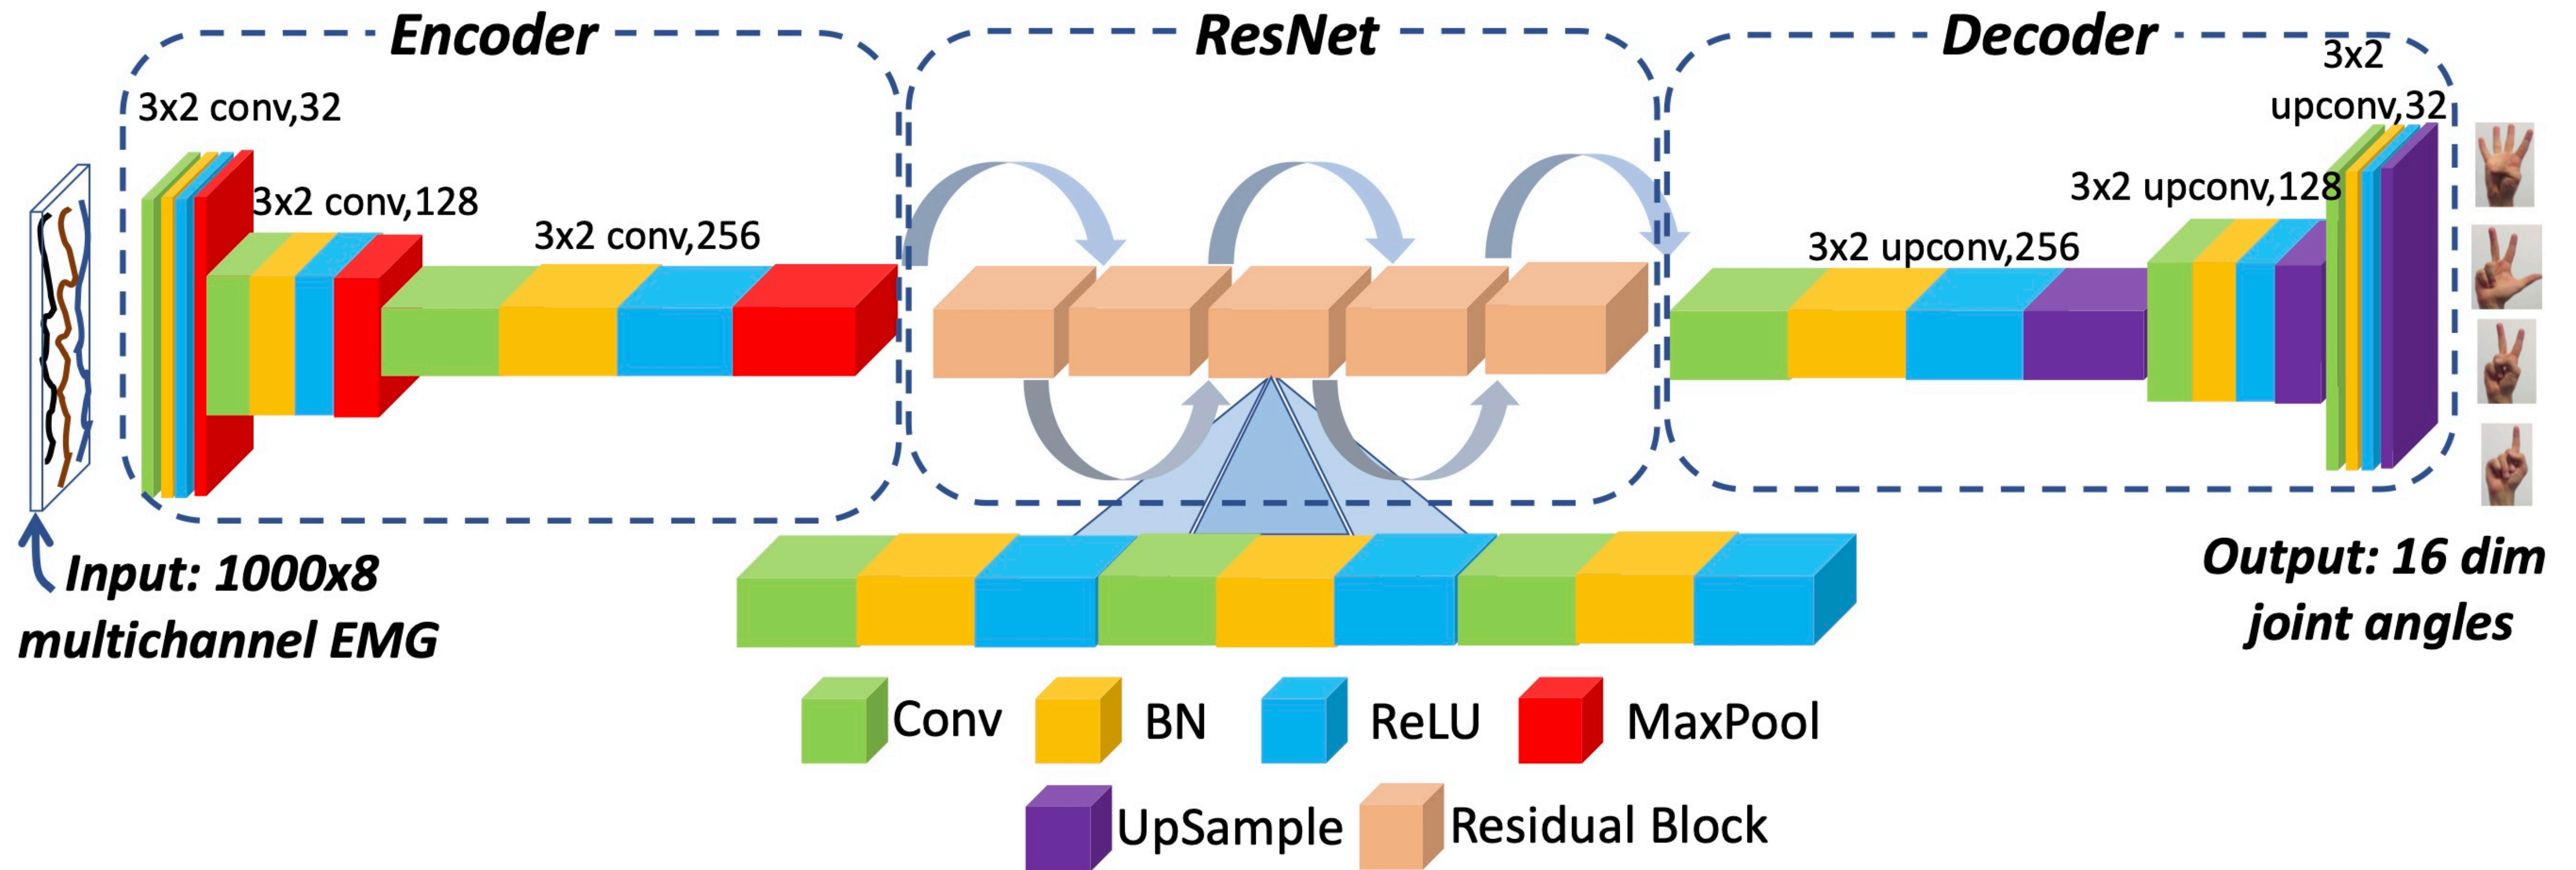 Encoder
ResNet
Decoder
3x2 conv,32
3x2 conv,128
3x2 conv,256
3x2 upconv,256
3x2 upconv,128
3x2
upconv,32
Input: 1000x8
multichannel EMG
Output: 16 dim
joint angles
Conv
BN
ReLU
MaxPool
UpSample
Residual Block